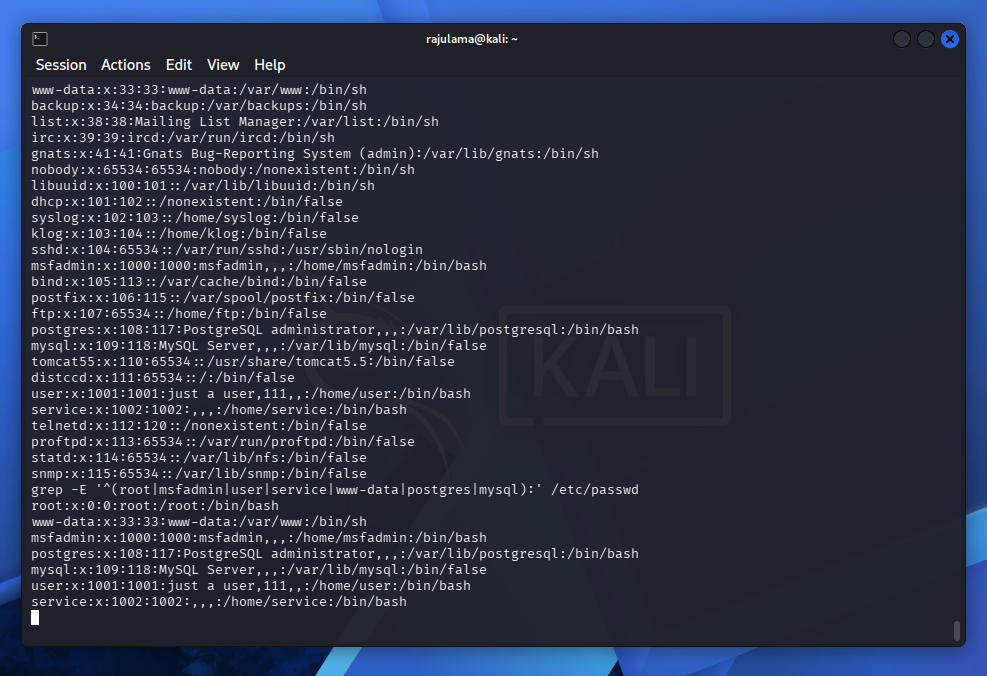 rajulama@kali: ~
Session Actions Edit View Help
www-data:x:33:33:www-data:/var/www:/bin/sh
backup:x:34:34:backup:/var/backups:/bin/sh
list:x:38:38:Mailing List Manager:/var/list:/bin/sh
irc:x:39:39:ircd:/var/run/ircd:/bin/sh
gnats:x:41:41:Gnats Bug-Reporting System (admin):/var/lib/gnats:/bin/sh
nobody:x:65534:65534:nobody:/nonexistent:/bin/sh
libuuid:x:100:101::/var/lib/libuuid:/bin/sh
dhcp:x:101:102::/nonexistent:/bin/false
syslog:x:102:103::/home/syslog:/bin/false
klog:x:103:104::/home/klog:/bin/false
sshd:x:104:65534::/var/run/sshd:/usr/sbin/nologin
msfadmin:x:1000:1000:msfadmin,,,:/home/msfadmin:/bin/bash
bind:x:105:113::/var/cache/bind:/bin/false
postfix:x:106:115::/var/spool/postfix:/bin/false
ftp:x:107:65534::/home/ftp:/bin/false
postgres:x:108:117:PostgreSQL administrator,,,:/var/lib/postgresql:/bin/bash
mysql:x:109:118:MySQL Server,,,:/var/lib/mysql:/bin/false
tomcat55:x:110:65534::/usr/share/tomcat5.5:/bin/false
distccd:x:111:65534::/:/bin/false
user:x:1001:1001:just a user,111,,:/home/user:/bin/bash
service:x:1002:1002:,,,:/home/service:/bin/bash
telnetd:x:112:120::/nonexistent:/bin/false
proftpd:x:113:65534::/var/run/proftpd:/bin/false
statd:x:114:65534::/var/lib/nfs:/bin/false
snmp:x:115:65534::/var/lib/snmp:/bin/false
grep -E '^(root|msfadmin|user|service|www-data|postgres|mysql):' /etc/passwd
root:x:0:0:root:/root:/bin/bash
www-data:x:33:33:www-data:/var/www:/bin/sh
msfadmin:x:1000:1000:msfadmin,,,:/home/msfadmin:/bin/bash
postgres:x:108:117:PostgreSQL administrator,,,:/var/lib/postgresql:/bin/bash
mysql:x:109:118:MySQL Server,,,:/var/lib/mysql:/bin/false
user:x:1001:1001:just a user,111,,:/home/user:/bin/bash
service:x:1002:1002:,,,:/home/service:/bin/bash
KALI